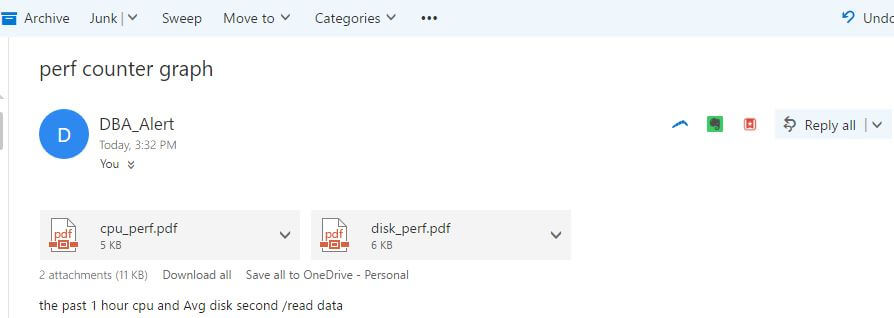 Archive Junk | Sweep Move to Categories ••• Undo
perf counter graph
D
DBA_Alert
Today, 3:32 PM
You
Reply all
pdf cpu_perf.pdf
5 KB
pdf disk_perf.pdf
6 KB
2 attachments (11 KB) Download all Save all to OneDrive - Personal
the past 1 hour cpu and Avg disk second /read data